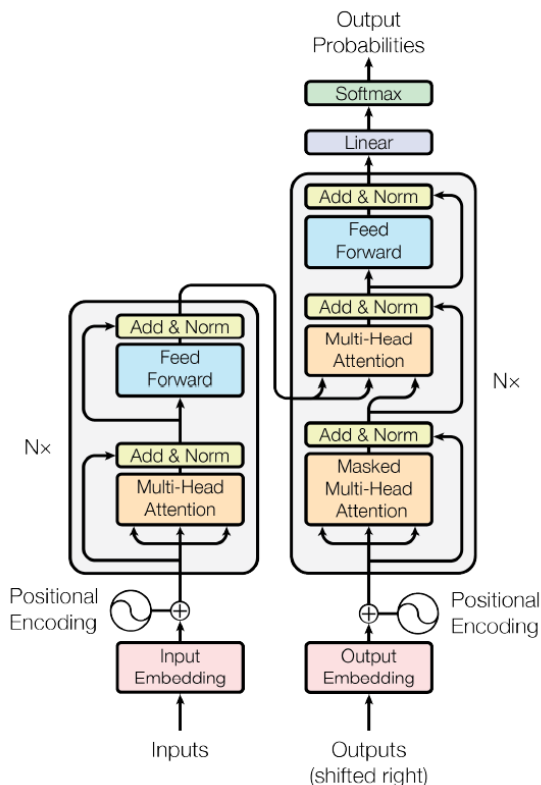 Output
Probabilities
Softmax
Linear
Add & Norm
Feed
Forward
Add & Norm
Multi-Head
Attention
Nx
Add & Norm
Masked
Multi-Head
Attention
Add & Norm
Feed
Forward
Nx
Add & Norm
Multi-Head
Attention
Positional
Encoding
Positional
Encoding
Input
Embedding
Output
Embedding
Inputs
Outputs
(shifted right)